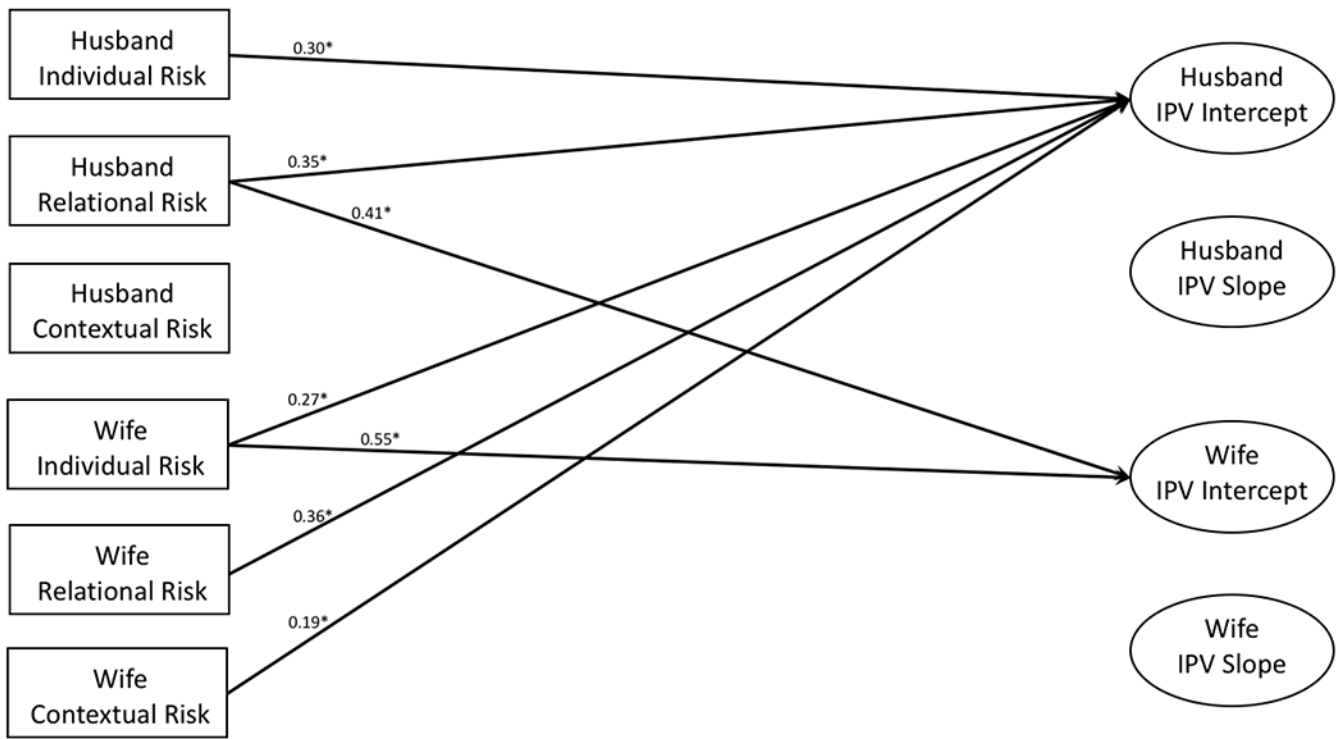 Husband
Individual Risk
0.30*
Husband
IPV Intercept
Husband
Relational Risk
0.35*
0.41*
Husband
IPV Slope
Husband
Contextual Risk
Wife
Individual Risk
0.27*
0.55*
Wife
IPV Intercept
Wife
Relational Risk
0.36*
Wife
Contextual Risk
0.19*
Wife
IPV Slope